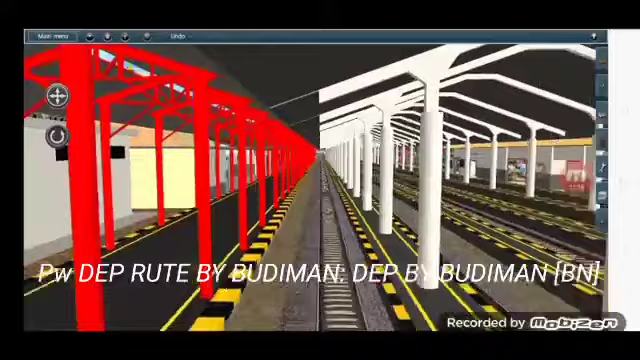 Main menu
Undo
Pw DEP RUTE BY BUDIMAN: DEP BY BUDIMAN [BN]
Recorded by Mobizen